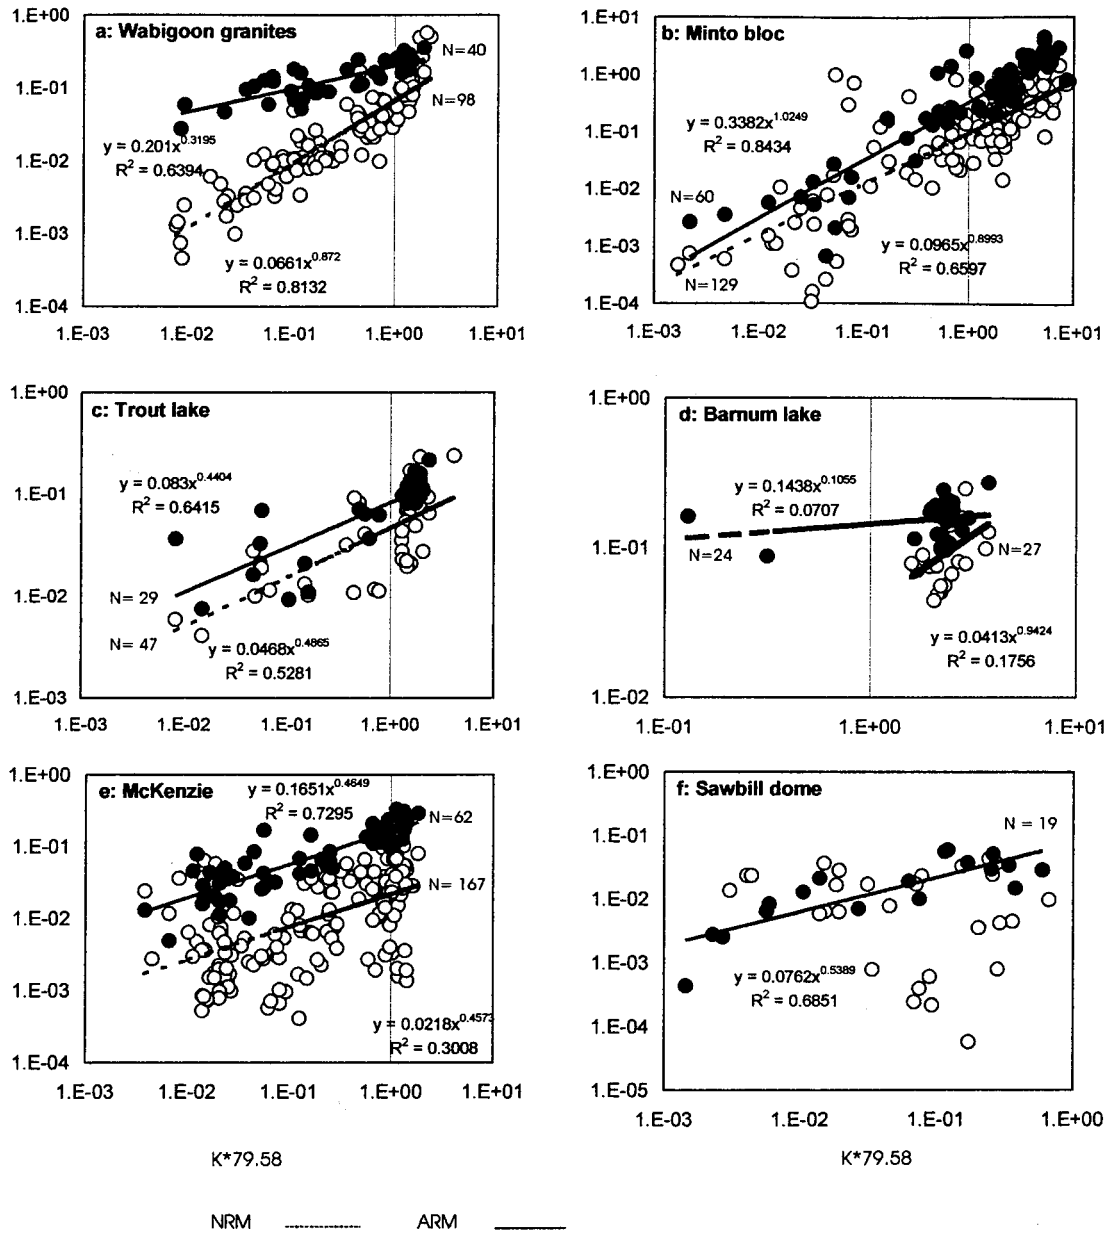 1.E+00
1.E-01
1.E-02
1.E-03
1.E-04
a: Wabigoon granites
N=40
N=98
y = 0.201x^0.3195
R² = 0.6394
y = 0.0661x^0.872
R² = 0.8132
1.E-03 1.E-02 1.E-01 1.E+00 1.E+01
1.E+01
1.E+00
1.E-01
1.E-02
1.E-03
1.E-04
b: Minto bloc
y = 0.3382x^1.0249
R² = 0.8434
N=60
y = 0.0965x^0.8993
R² = 0.6597
N=129
1.E-03 1.E-02 1.E-01 1.E+00 1.E+01
1.E+00
1.E-01
1.E-02
1.E-03
c: Trout lake
y = 0.083x^0.4404
R² = 0.6415
N= 29
N= 47
y = 0.0468x^0.4865
R² = 0.5281
1.E-03 1.E-02 1.E-01 1.E+00 1.E+01
1.E+00
1.E-01
1.E-02
d: Barnum lake
y = 0.1438x^0.1055
R² = 0.0707
N=24
N=27
y = 0.0413x^0.9424
R² = 0.1756
1.E-01 1.E+00 1.E+01
1.E+00
1.E-01
1.E-02
1.E-03
1.E-04
e: McKenzie
y = 0.1651x^0.4649
R² = 0.7295
N=62
N= 167
y = 0.0218x^0.4573
R² = 0.3008
1.E-03 1.E-02 1.E-01 1.E+00 1.E+01
1.E+00
1.E-01
1.E-02
1.E-03
1.E-04
1.E-05
f: Sawbill dome
N = 19
y = 0.0762x^0.5389
R² = 0.6851
1.E-03 1.E-02 1.E-01 1.E+00
K*79.58
K*79.58
NRM ARM